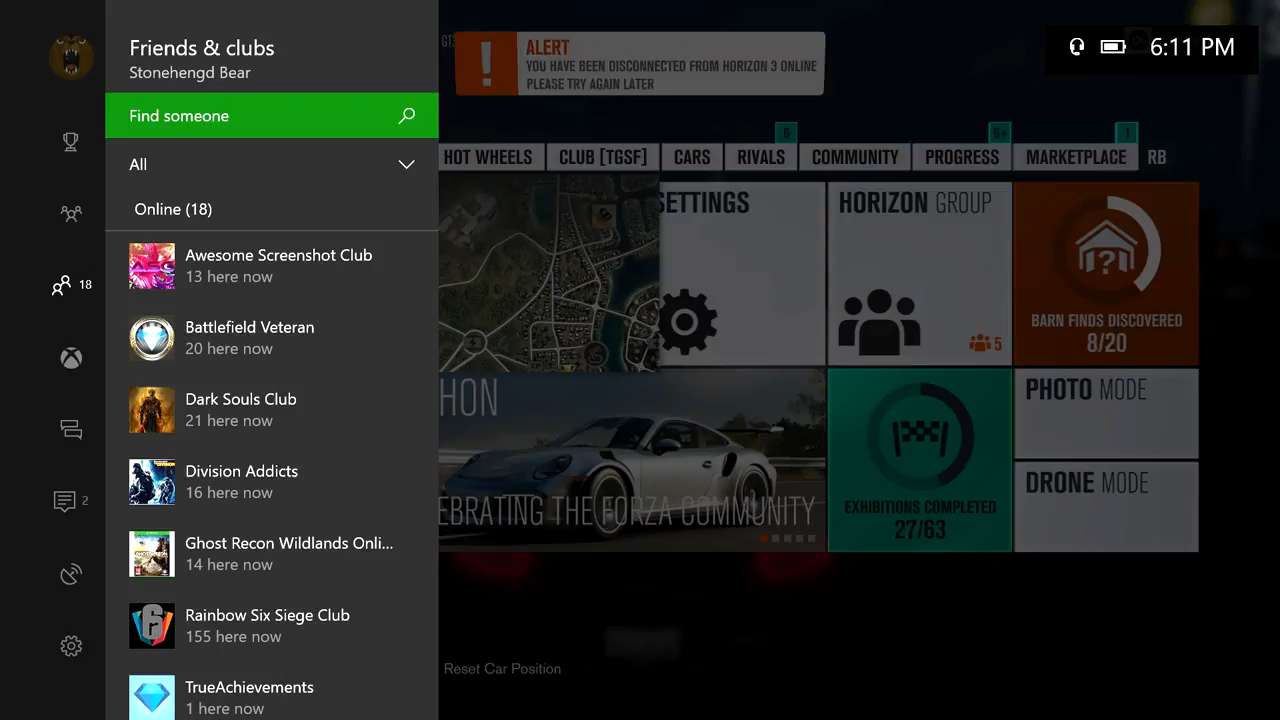 Friends & clubs
Stonehengd Bear
Find someone
All
Online (18)
Awesome Screenshot Club
13 here now
Battlefield Veteran
20 here now
Dark Souls Club
21 here now
18
Division Addicts
16 here now
2
Ghost Recon Wildlands Onli...
14 here now
Rainbow Six Siege Club
155 here now
TrueAchievements
1 here now
ALERT
YOU HAVE BEEN DISCONNECTED FROM HORIZON 3 ONLINE
PLEASE TRY AGAIN LATER
6:11 PM
HOT WHEELS
CLUB [TGSF]
CARS
RIVALS
8
COMMUNITY
PROGRESS
9+
MARKETPLACE
1
RB
SETTINGS
HORIZON GROUP
5
BARN FINDS DISCOVERED
8/20
HON
EBRATING THE FORZA COMMUNITY
EXHIBITIONS COMPLETED
27/63
PHOTO MODE
DRONE MODE
Reset Car Position